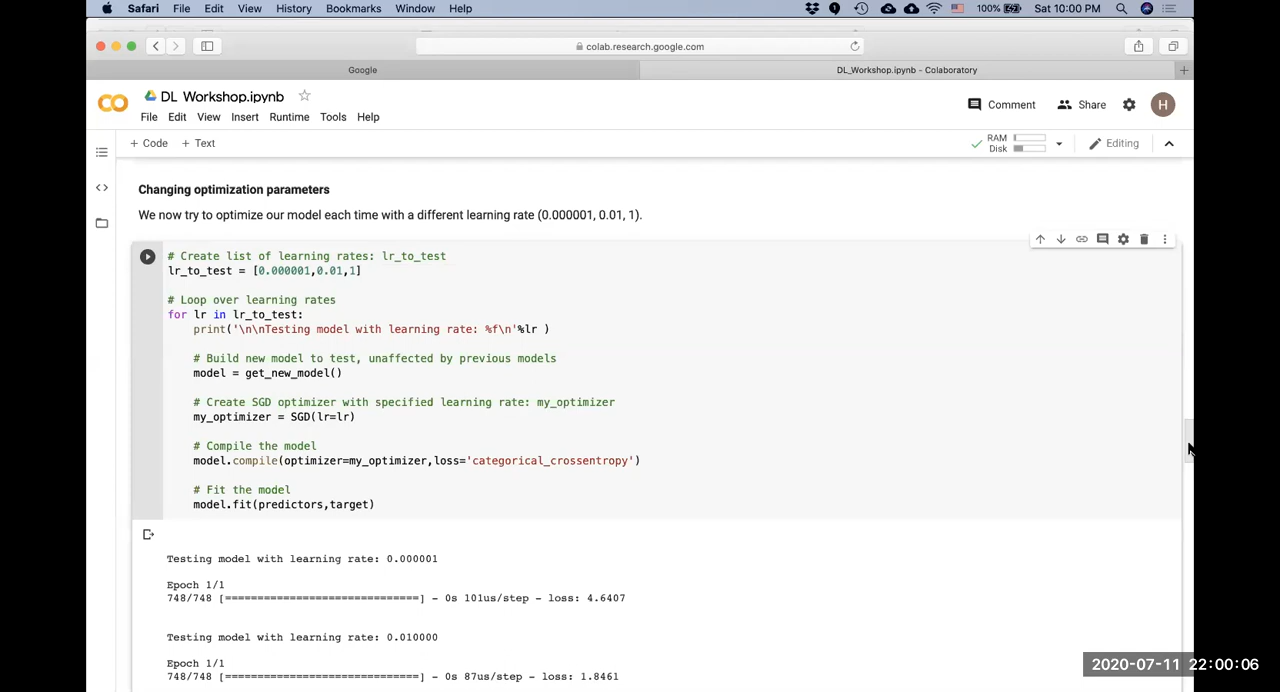 Safari File Edit View History Bookmarks Window Help 100% Sat 10:00 PM
colab.research.google.com
Google DL_Workshop.ipynb - Colaboratory
DL Workshop.ipynb
File Edit View Insert Runtime Tools Help
Comment Share H
+ Code + Text
RAM
Disk
Editing
Changing optimization parameters
We now try to optimize our model each time with a different learning rate (0.000001, 0.01, 1).
# Create list of learning rates: lr_to_test
lr_to_test = [0.000001,0.01,1]
# Loop over learning rates
for lr in lr_to_test:
print('\n\nTesting model with learning rate: %f\n'%lr )
# Build new model to test, unaffected by previous models
model = get_new_model()
# Create SGD optimizer with specified learning rate: my_optimizer
my_optimizer = SGD(lr=lr)
# Compile the model
model.compile(optimizer=my_optimizer,loss='categorical_crossentropy')
# Fit the model
model.fit(predictors,target)
Testing model with learning rate: 0.000001
Epoch 1/1
748/748 [==============================] - 0s 101us/step - loss: 4.6407
Testing model with learning rate: 0.010000
Epoch 1/1
748/748 [==============================] - 0s 87us/step - loss: 1.8461
2020-07-11 22:00:06